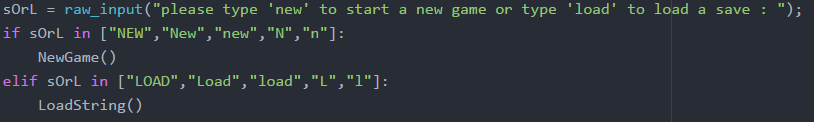 sOrL = raw_input("please type 'new' to start a new game or type 'load' to load a save : ");
if sOrL in ["NEW","New","new","N","n"]:
    NewGame()
elif sOrL in ["LOAD","Load","load","L","l"]:
    LoadString()